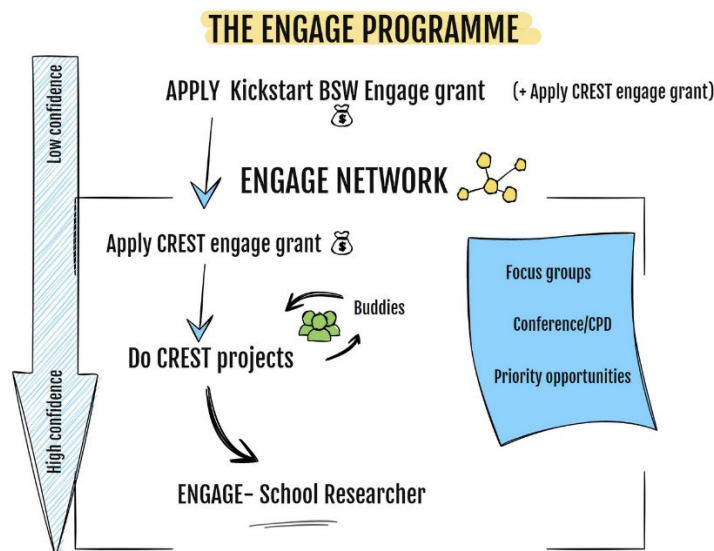 THE ENGAGE PROGRAMME
Low confidence
APPLY Kickstart BSW Engage grant
(+ Apply CREST engage grant)
ENGAGE NETWORK
Apply CREST engage grant
Buddies
Do CREST projects
Focus groups
Conference/CPD
Priority opportunities
High confidence
ENGAGE- School Researcher